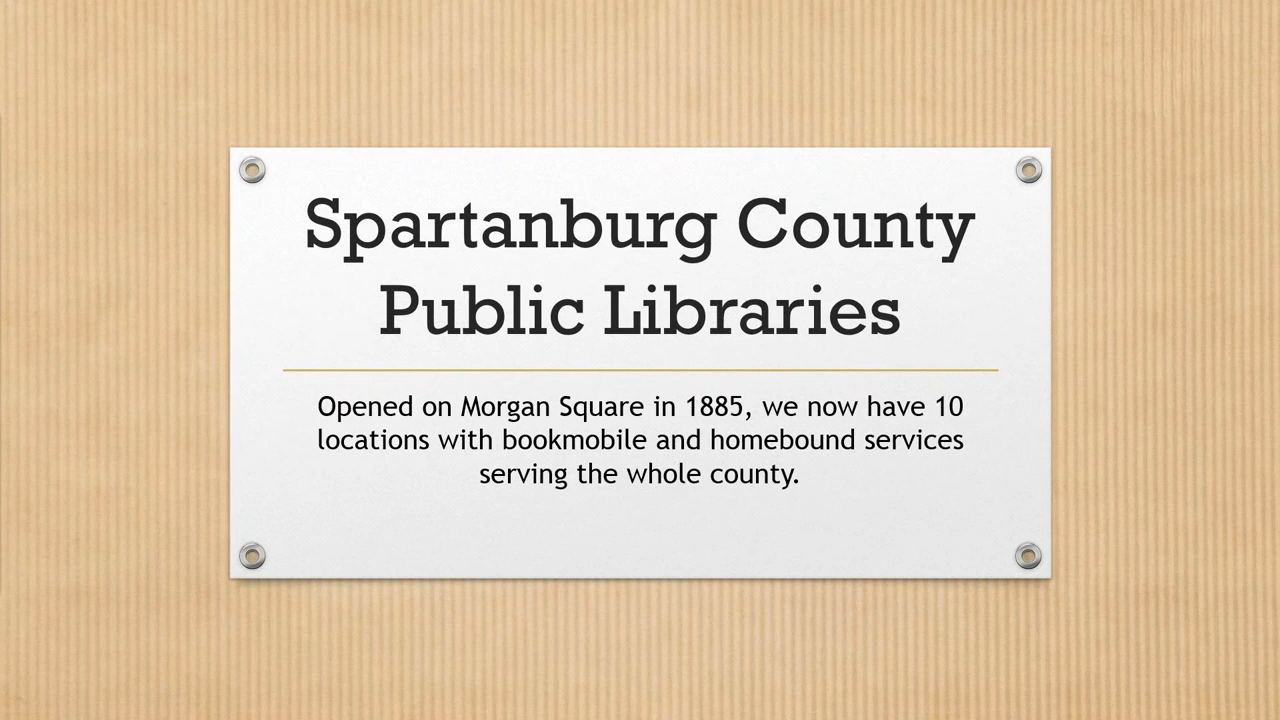 Spartanburg County
Public Libraries
Opened on Morgan Square in 1885, we now have 10
locations with bookmobile and homebound services
serving the whole county.